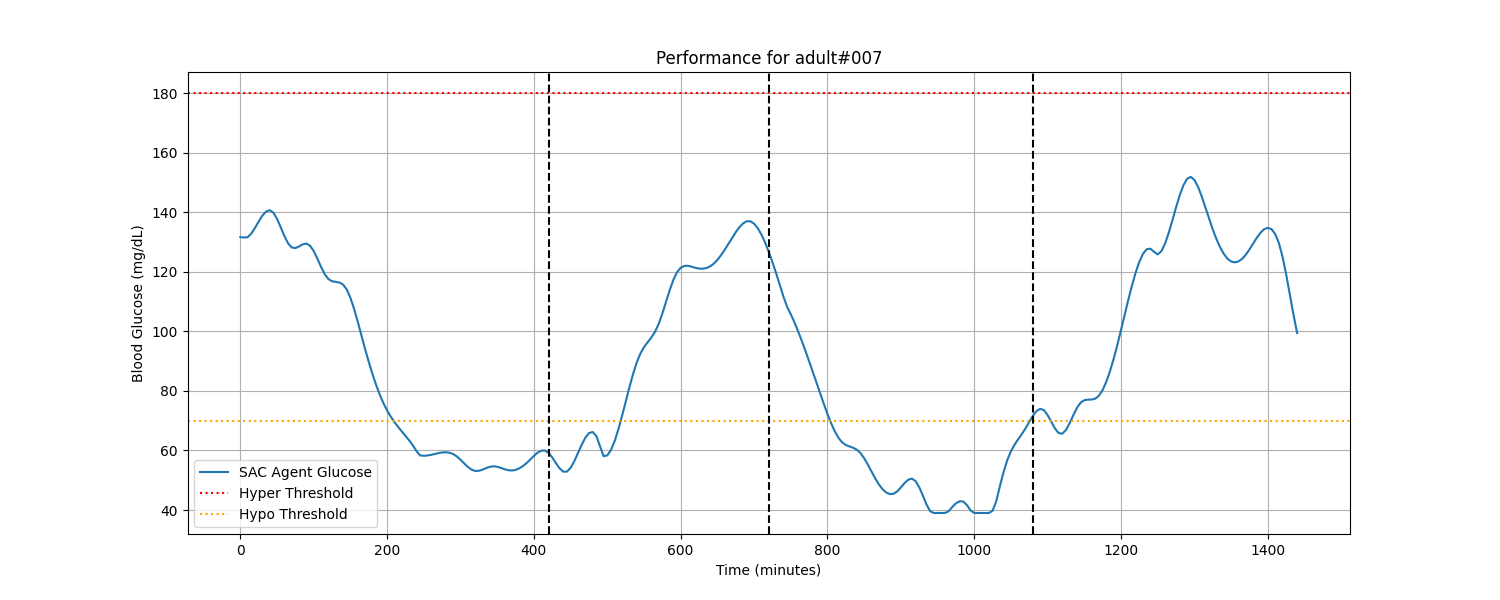 Performance for adult#007
Blood Glucose (mg/dL)
180
160
140
120
100
80
60
40
SAC Agent Glucose
Hyper Threshold
Hypo Threshold
0 200 400 600 800 1000 1200 1400
Time (minutes)